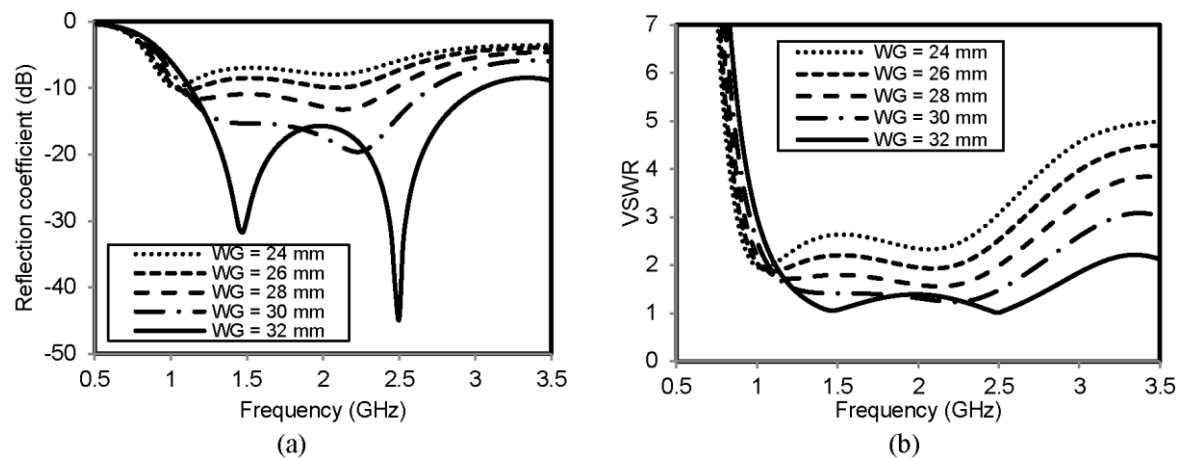 0
-10
-20
-30
-40
-50
Reflection coefficient (dB)
WG = 24 mm
WG = 26 mm
WG = 28 mm
WG = 30 mm
WG = 32 mm
0.5 1 1.5 2 2.5 3 3.5
Frequency (GHz)
(a)
7
6
5
4
3
2
1
0
VSWR
WG = 24 mm
WG = 26 mm
WG = 28 mm
WG = 30 mm
WG = 32 mm
0.5 1 1.5 2 2.5 3 3.5
Frequency (GHz)
(b)